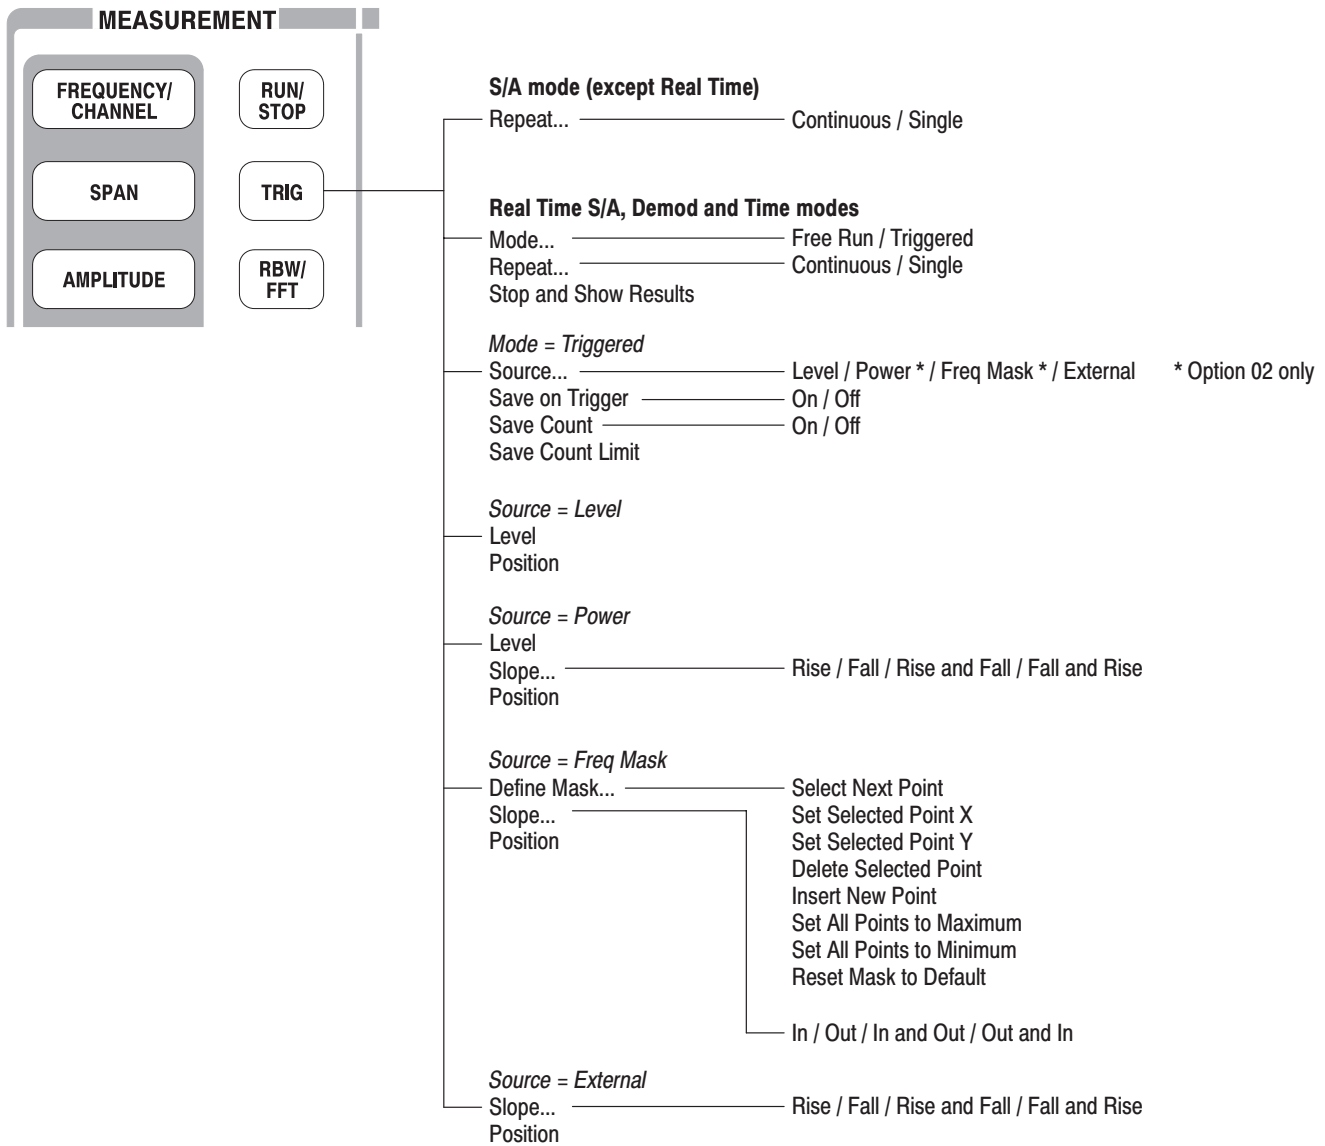 MEASUREMENT
FREQUENCY/
CHANNEL
RUN/
STOP
SPAN
TRIG
AMPLITUDE
RBW/
FFT
S/A mode (except Real Time)
Repeat... Continuous / Single
Real Time S/A, Demod and Time modes
Mode... Free Run / Triggered
Repeat... Continuous / Single
Stop and Show Results
Mode = Triggered
Source... Level / Power * / Freq Mask * / External * Option 02 only
Save on Trigger On / Off
Save Count On / Off
Save Count Limit
Source = Level
Level
Position
Source = Power
Level
Slope... Rise / Fall / Rise and Fall / Fall and Rise
Position
Source = Freq Mask
Define Mask... Select Next Point
Slope... Set Selected Point X
Position Set Selected Point Y
Delete Selected Point
Insert New Point
Set All Points to Maximum
Set All Points to Minimum
Reset Mask to Default
In / Out / In and Out / Out and In
Source = External
Slope... Rise / Fall / Rise and Fall / Fall and Rise
Position